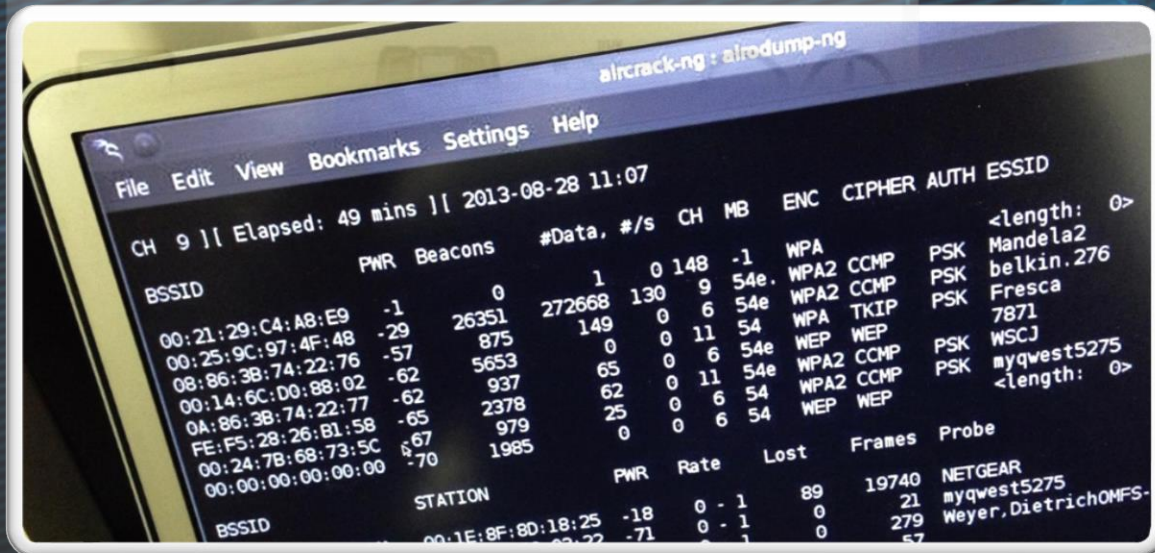 aircrack-ng : airodump-ng
File Edit View Bookmarks Settings Help
CH 9 ][ Elapsed: 49 mins ][ 2013-08-28 11:07
BSSID PWR Beacons #Data, #/s CH MB ENC CIPHER AUTH ESSID
00:21:29:C4:A8:E9 -1 0 1 0 148 -1 WPA <length: 0>
00:25:9C:97:4F:48 -29 26351 272668 130 9 54e. WPA2 CCMP PSK Mandela2
08:86:3B:74:22:76 -57 875 149 0 6 54e WPA2 CCMP PSK belkin.276
00:14:6C:D0:88:02 -62 5653 0 0 11 54 WPA TKIP PSK Fresca
0A:86:3B:74:22:77 -62 937 65 0 6 54e WEP WEP 7871
FE:F5:28:26:B1:58 -65 2378 62 0 11 54e WPA2 CCMP PSK WSCJ
00:24:7B:68:73:5C -67 979 25 0 6 54 WPA2 CCMP PSK myqwest5275
00:00:00:00:00:00 -70 1985 0 0 6 54 WEP WEP <length: 0>
BSSID STATION PWR Rate Lost Frames Probe
00:1E:8F:8D:18:25 -18 0 - 1 89 19740 NETGEAR
-71 0 - 1 0 21 myqwest5275
0 279 Weyer,DietrichOMFS-
57